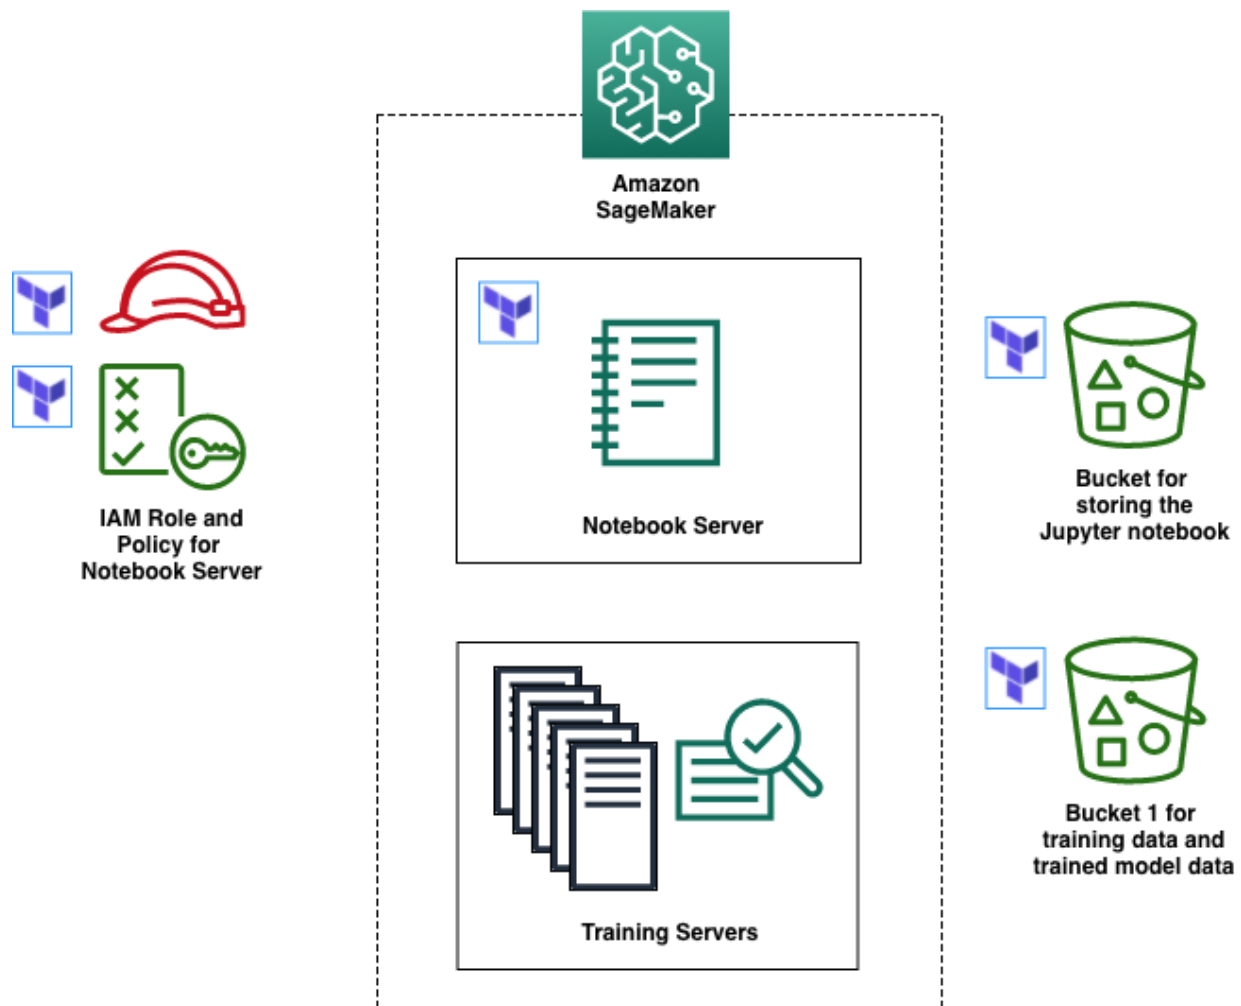 Amazon
SageMaker
IAM Role and
Policy for
Notebook Server
Notebook Server
Bucket for
storing the
Jupyter notebook
Training Servers
Bucket 1 for
training data and
trained model data